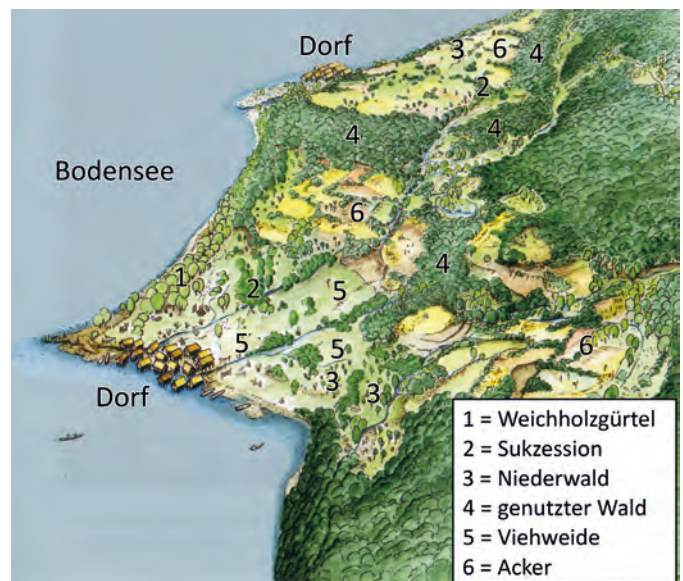 Dorf
3 6 4
2
4
4
Bodensee
6
1
2
5
4
5
5
3
3
6
Dorf
1 = Weichholzgürtel
2 = Sukzession
3 = Niederwald
4 = genutzter Wald
5 = Viehweide
6 = Acker